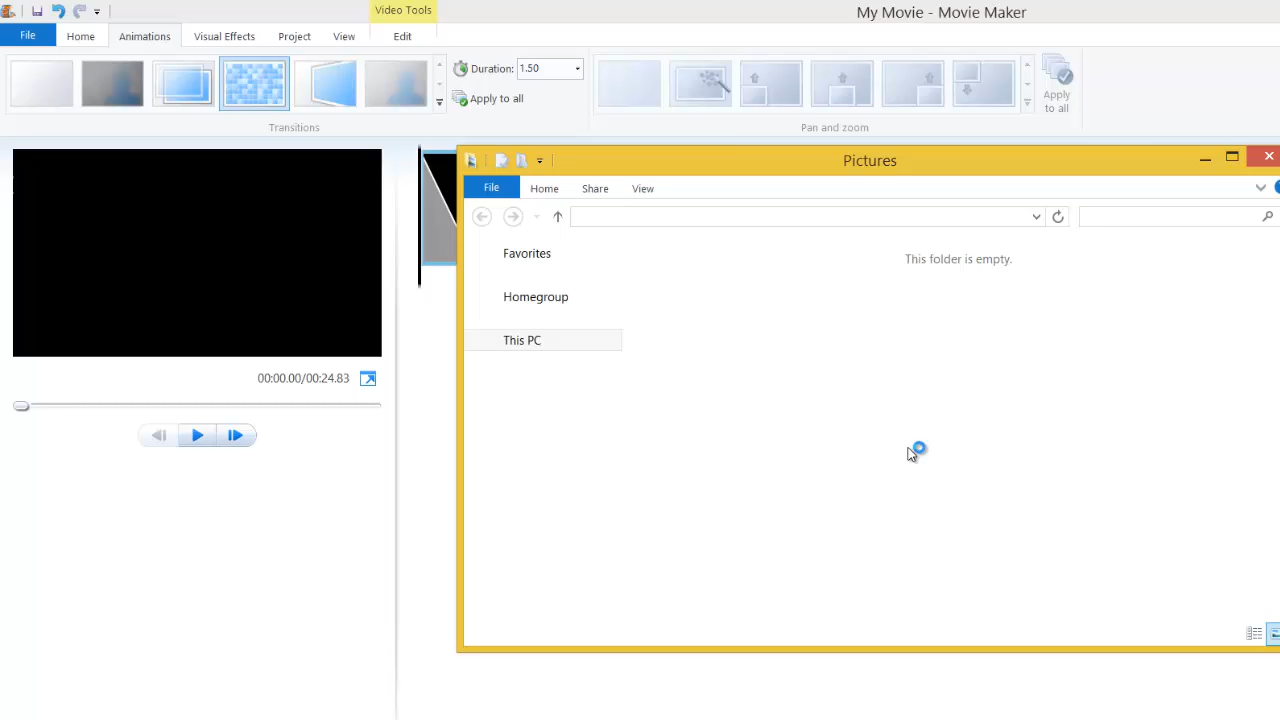 Video Tools
My Movie - Movie Maker
File
Home
Animations
Visual Effects
Project
View
Edit
Duration: 1.50
Apply to all
Apply
to all
Transitions
Pan and zoom
00:00.00/00:24.83
Pictures
File
Home
Share
View
Favorites
This folder is empty.
Homegroup
This PC